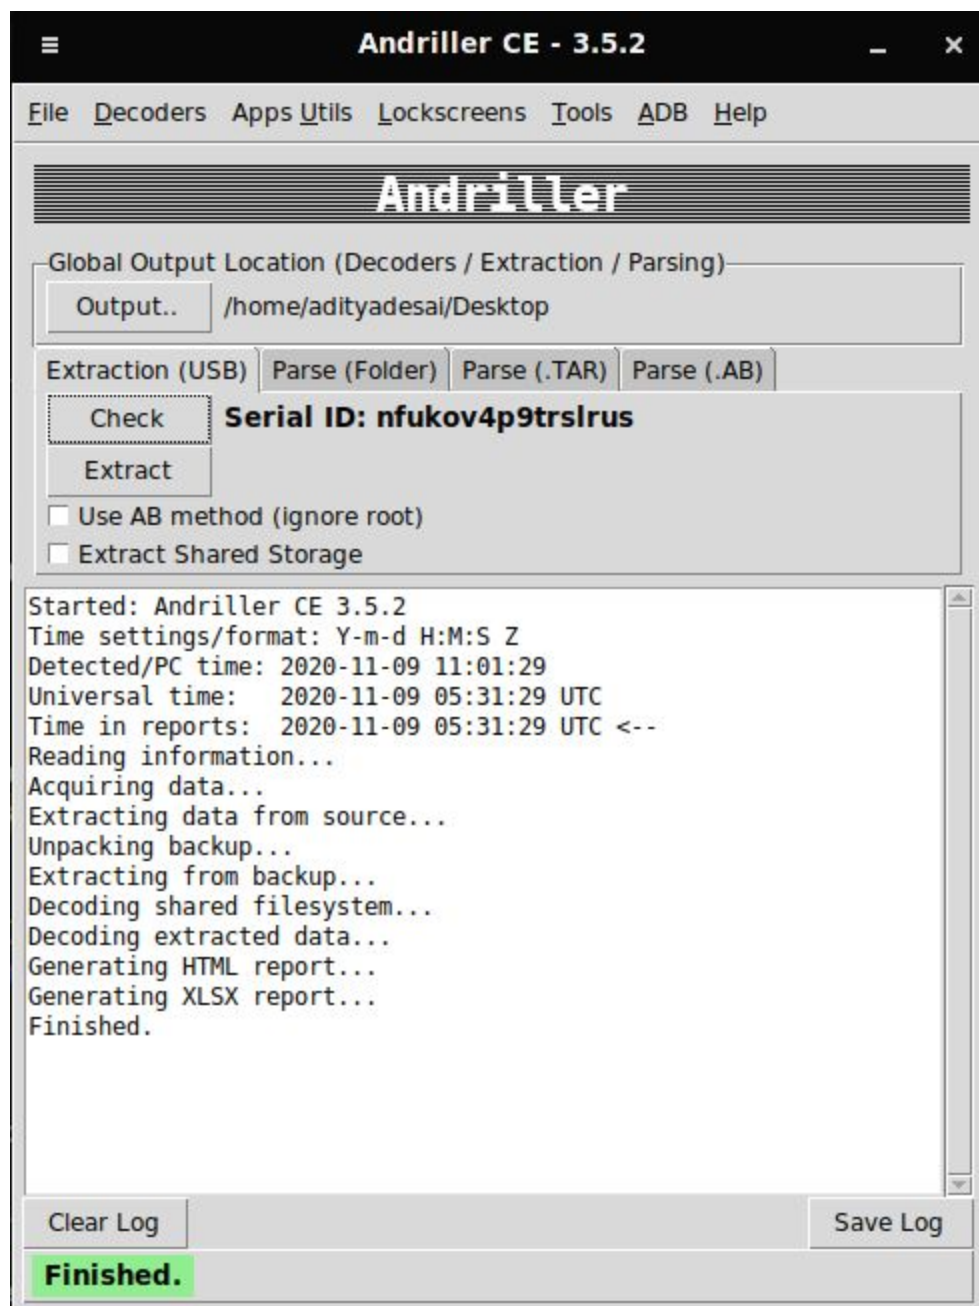 Andriller CE - 3.5.2
File Decoders Apps Utils Lockscreens Tools ADB Help
Andriller
Global Output Location (Decoders / Extraction / Parsing)
Output.. /home/adityadesai/Desktop
Extraction (USB) Parse (Folder) Parse (.TAR) Parse (.AB)
Check Serial ID: nfukov4p9trslrus
Extract
Use AB method (ignore root)
Extract Shared Storage
Started: Andriller CE 3.5.2
Time settings/format: Y-m-d H:M:S Z
Detected/PC time: 2020-11-09 11:01:29
Universal time:   2020-11-09 05:31:29 UTC
Time in reports:  2020-11-09 05:31:29 UTC <--
Reading information...
Acquiring data...
Extracting data from source...
Unpacking backup...
Extracting from backup...
Decoding shared filesystem...
Decoding extracted data...
Generating HTML report...
Generating XLSX report...
Finished.
Clear Log Save Log
Finished.